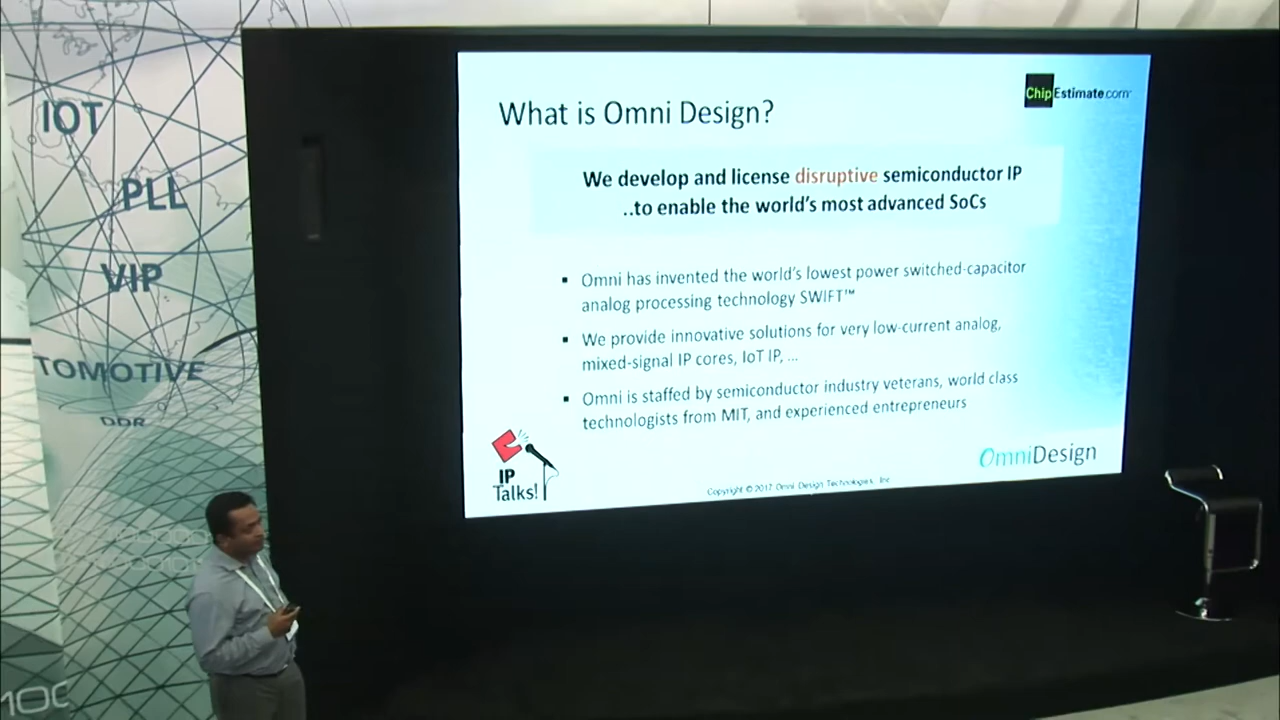 IOT
PLL
VIP
TOMOTIVE
DDR
What is Omni Design?
ChipEstimate.com
We develop and license disruptive semiconductor IP
..to enable the world's most advanced SoCs
▪ Omni has invented the world's lowest power switched-capacitor
analog processing technology SWIFT™
▪ We provide innovative solutions for very low-current analog,
mixed-signal IP cores, IoT IP, ...
▪ Omni is staffed by semiconductor industry veterans, world class
technologists from MIT, and experienced entrepreneurs
IP
Talks!
OmniDesign
Copyright © 2017 Omni Design Technologies, Inc